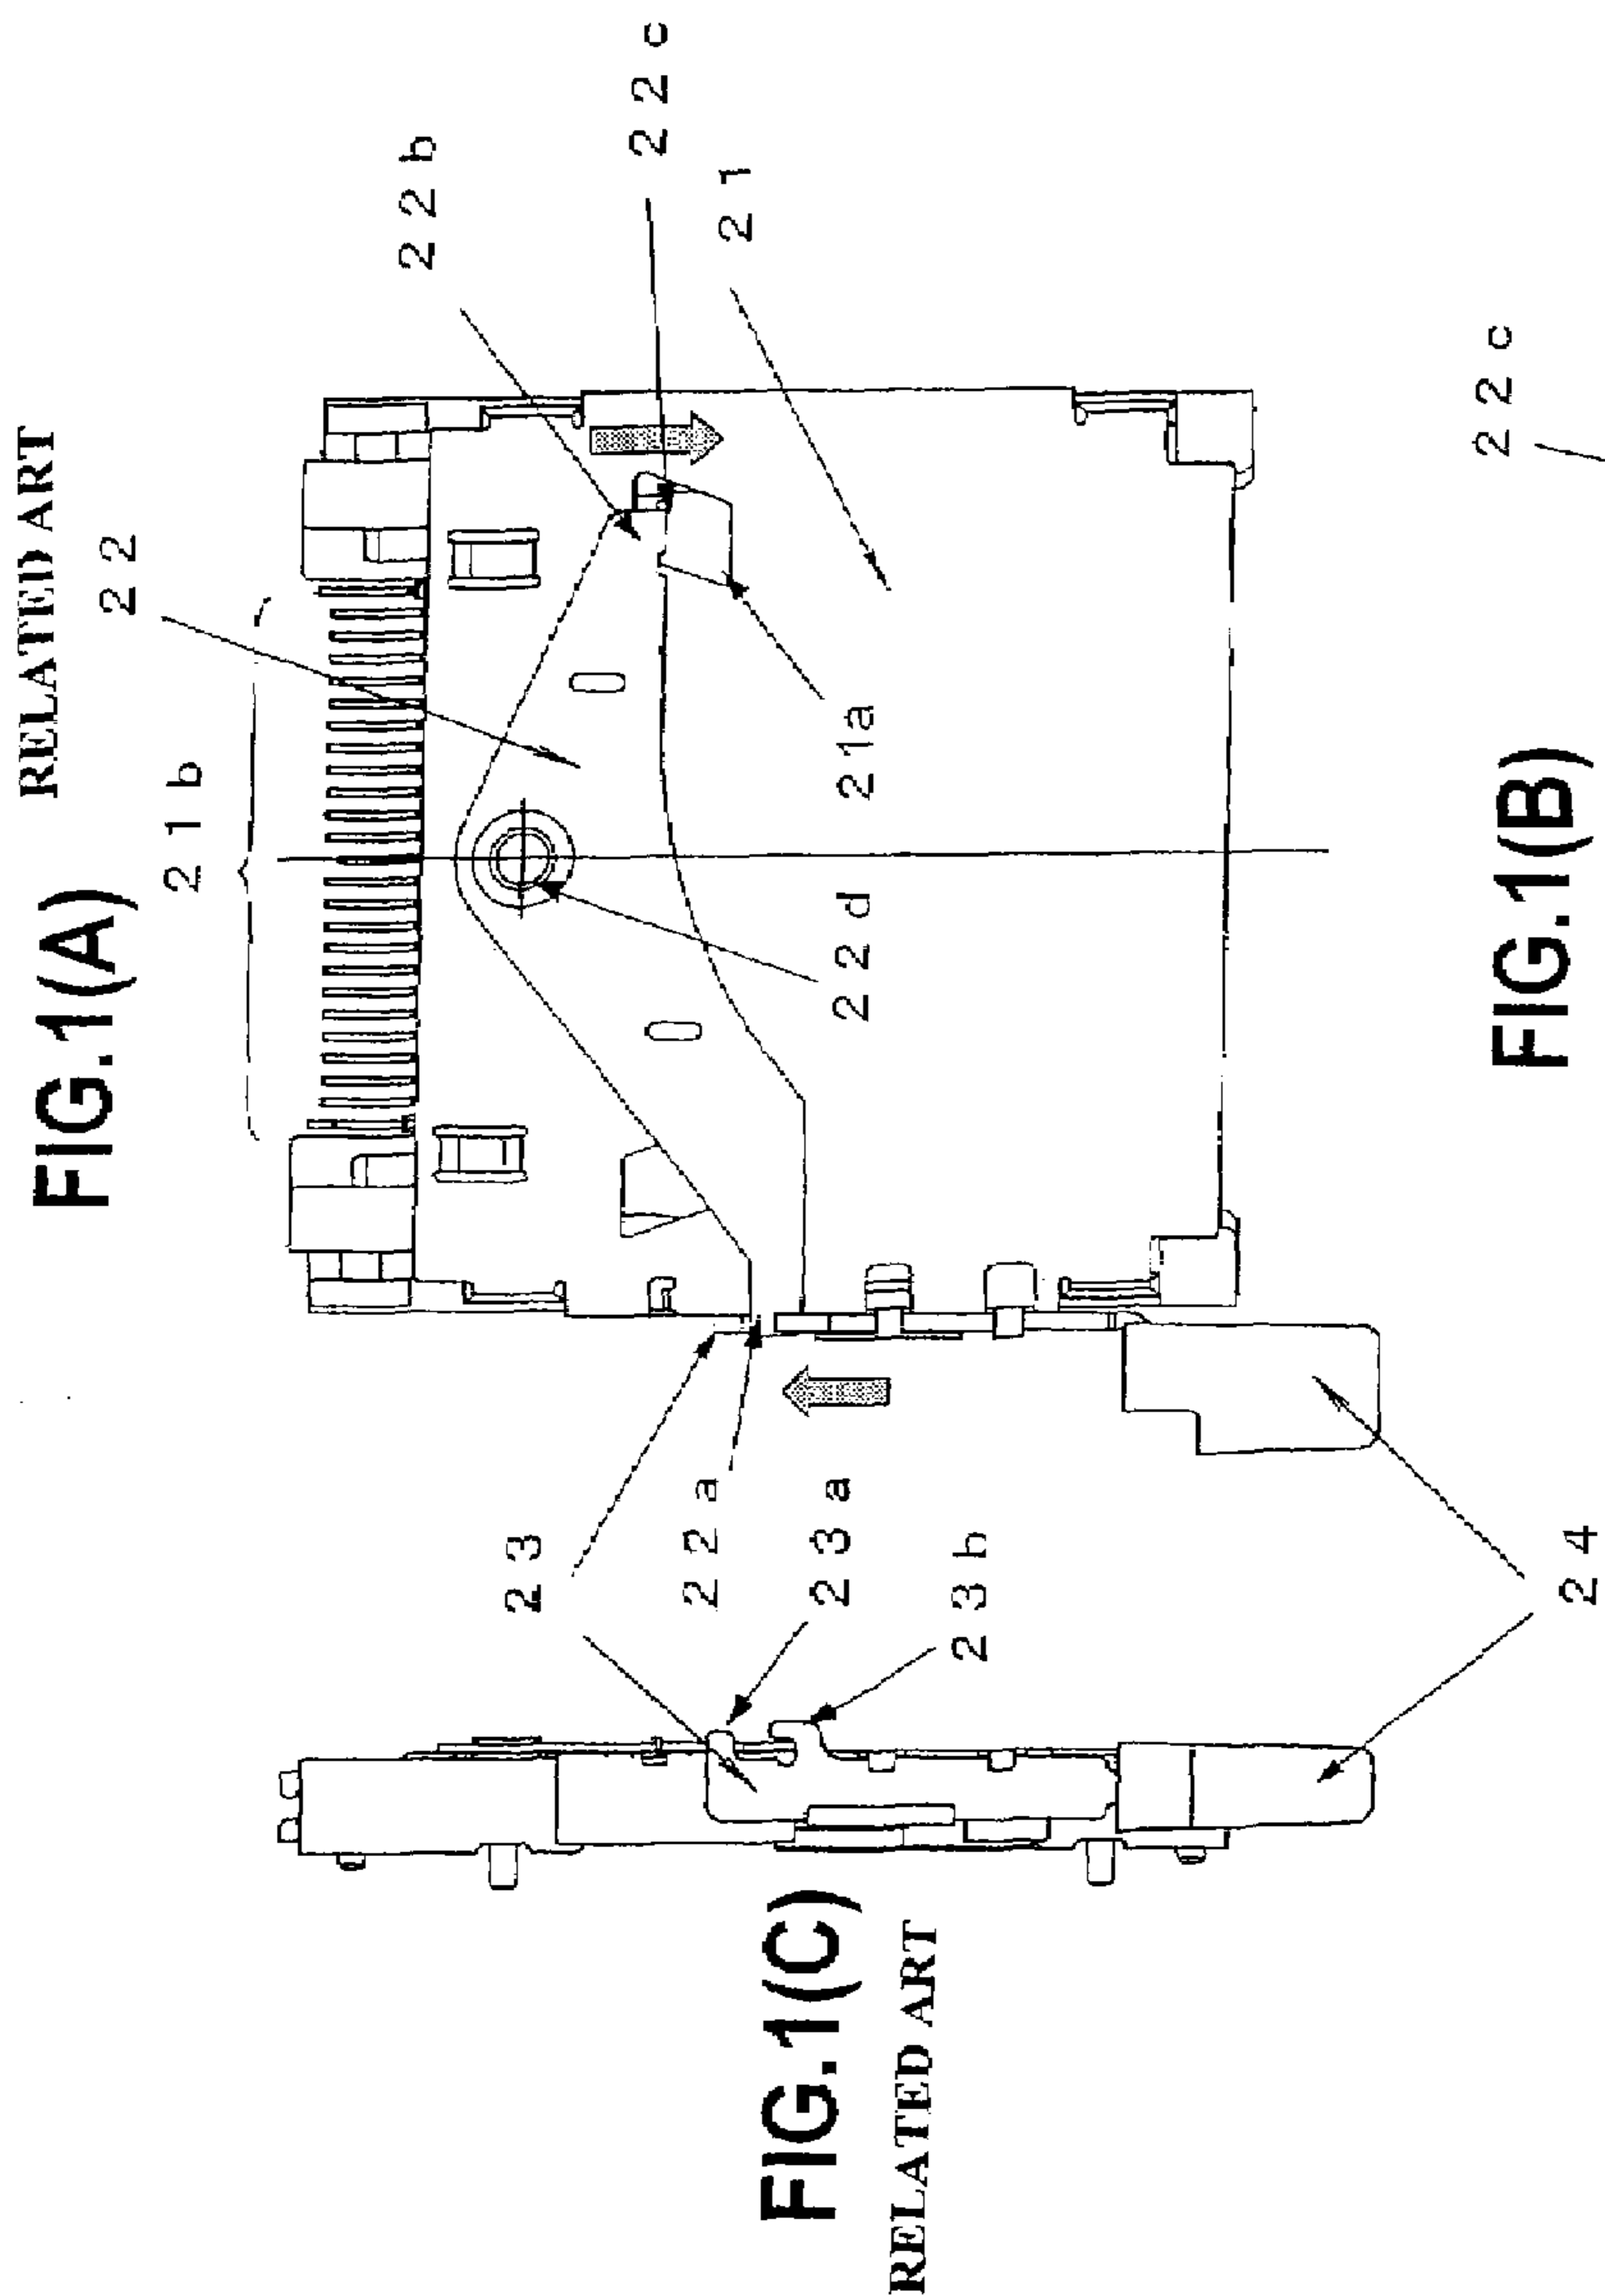 FIG.1(A)
RELATED ART
21b
22
22b
22c
21
21a
22d
23
22a
23a
23b
24
FIG.1(C)
RELATED ART
FIG.1(B)
22c